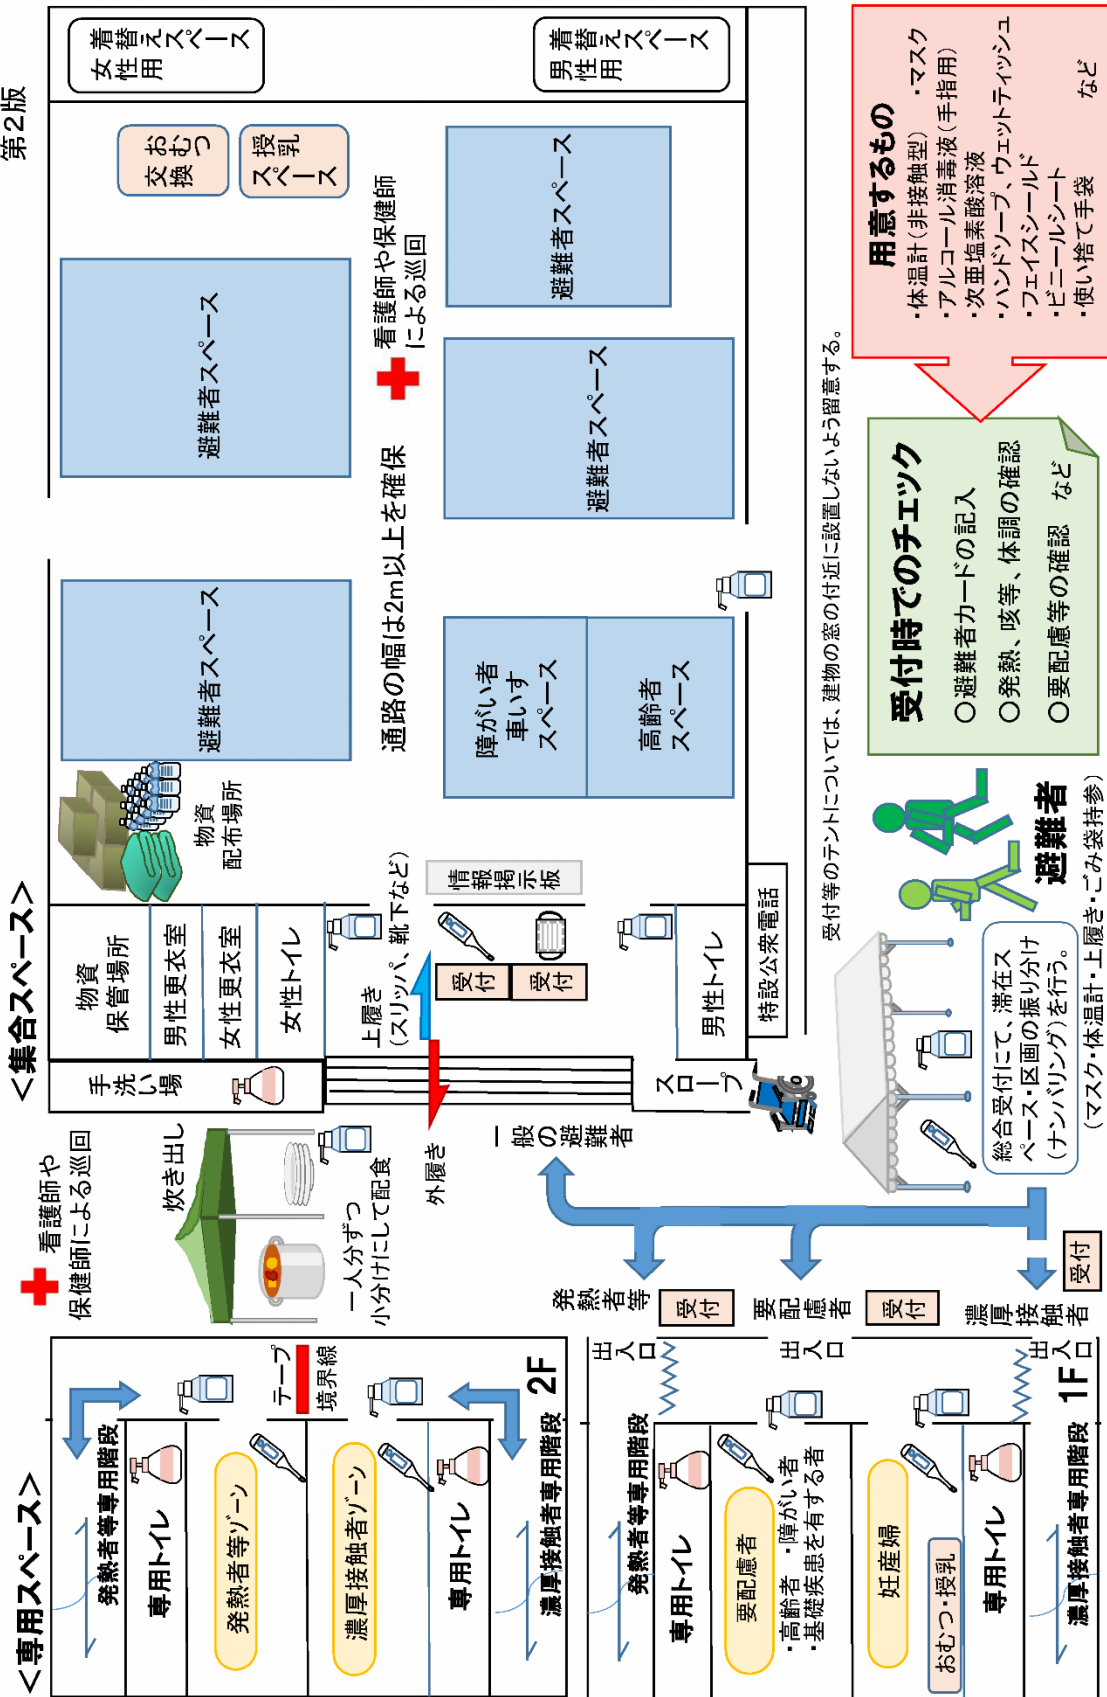 第2版
＜専用スペース＞
＜集合スペース＞
発熱者等専用階段
専用トイレ
発熱者等ゾーン
濃厚接触者ゾーン
専用トイレ
濃厚接触者専用階段
テープ
境界線
2F
発熱者等専用階段
専用トイレ
要配慮者
・高齢者　・障がい者
・基礎疾患を有する者
妊産婦
おむつ・授乳
専用トイレ
濃厚接触者専用階段
1F
出入口
出入口
出入口
看護師や
保健師による巡回
炊き出し
一人分ずつ
小分けにして配食
外履き
一般の避難者
発熱者等
受付
要配慮者
受付
濃厚接触者
受付
手洗い場
スロープ
物資
保管場所
男性更衣室
女性更衣室
女性トイレ
上履き
（スリッパ、靴下など）
受付
受付
男性トイレ
特設公衆電話
情報掲示板
物資
配布場所
避難者スペース
避難者スペース
通路の幅は2m以上を確保
看護師や保健師
による巡回
障がい者
車いす
スペース
高齢者
スペース
避難者スペース
避難者スペース
おむつ
交換
授乳
スペース
女性用
着替えスペース
男性用
着替えスペース
受付等のテントについては、建物の窓の付近に設置しないよう留意する。
総合受付にて、滞在ス
ペース・区画の振り分け
（ナンバリング）を行う。
避難者
（マスク・体温計・上履き・ごみ袋持参）
受付時でのチェック
〇避難者カードの記入
〇発熱、咳等、体調の確認
〇要配慮等の確認　など
用意するもの
・体温計（非接触型）　・マスク
・アルコール消毒液（手指用）
・次亜塩素酸溶液
・ハンドソープ、ウェットティッシュ
・フェイスシールド
・ビニールシート
・使い捨て手袋　など